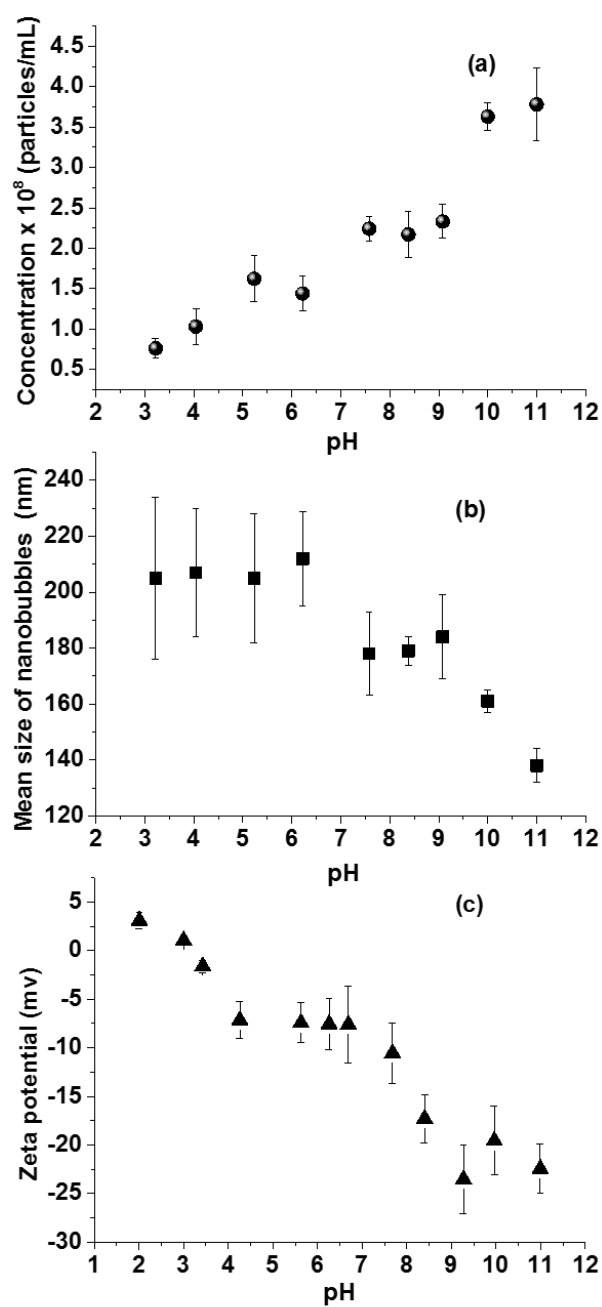 Concentration x 10⁸ (particles/mL)
4.5
4.0
3.5
3.0
2.5
2.0
1.5
1.0
0.5
(a)
2 3 4 5 6 7 8 9 10 11 12
pH
Mean size of nanobubbles (nm)
240
220
200
180
160
140
120
(b)
2 3 4 5 6 7 8 9 10 11 12
pH
Zeta potential (mv)
5
0
-5
-10
-15
-20
-25
-30
(c)
1 2 3 4 5 6 7 8 9 10 11 12
pH